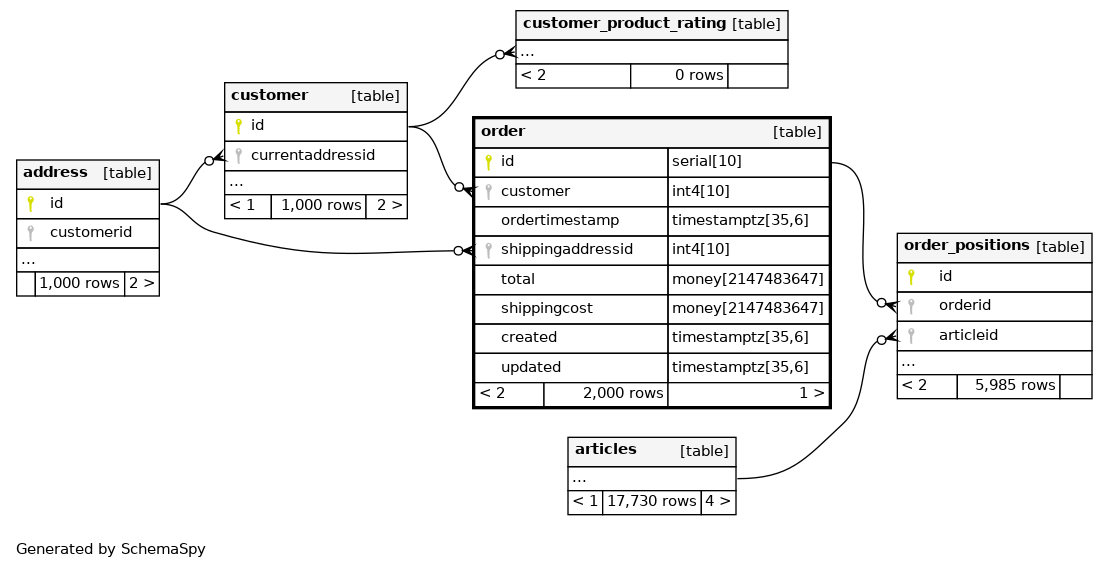 customer_product_rating [table]
...
< 2 0 rows
customer [table]
id
currentaddressid
...
< 1 1,000 rows 2 >
address [table]
id
customerid
...
1,000 rows 2 >
order [table]
id serial[10]
customer int4[10]
ordertimestamp timestamptz[35,6]
shippingaddressid int4[10]
total money[2147483647]
shippingcost money[2147483647]
created timestamptz[35,6]
updated timestamptz[35,6]
< 2 2,000 rows 1 >
order_positions [table]
id
orderid
articleid
...
< 2 5,985 rows
articles [table]
...
< 1 17,730 rows 4 >
Generated by SchemaSpy